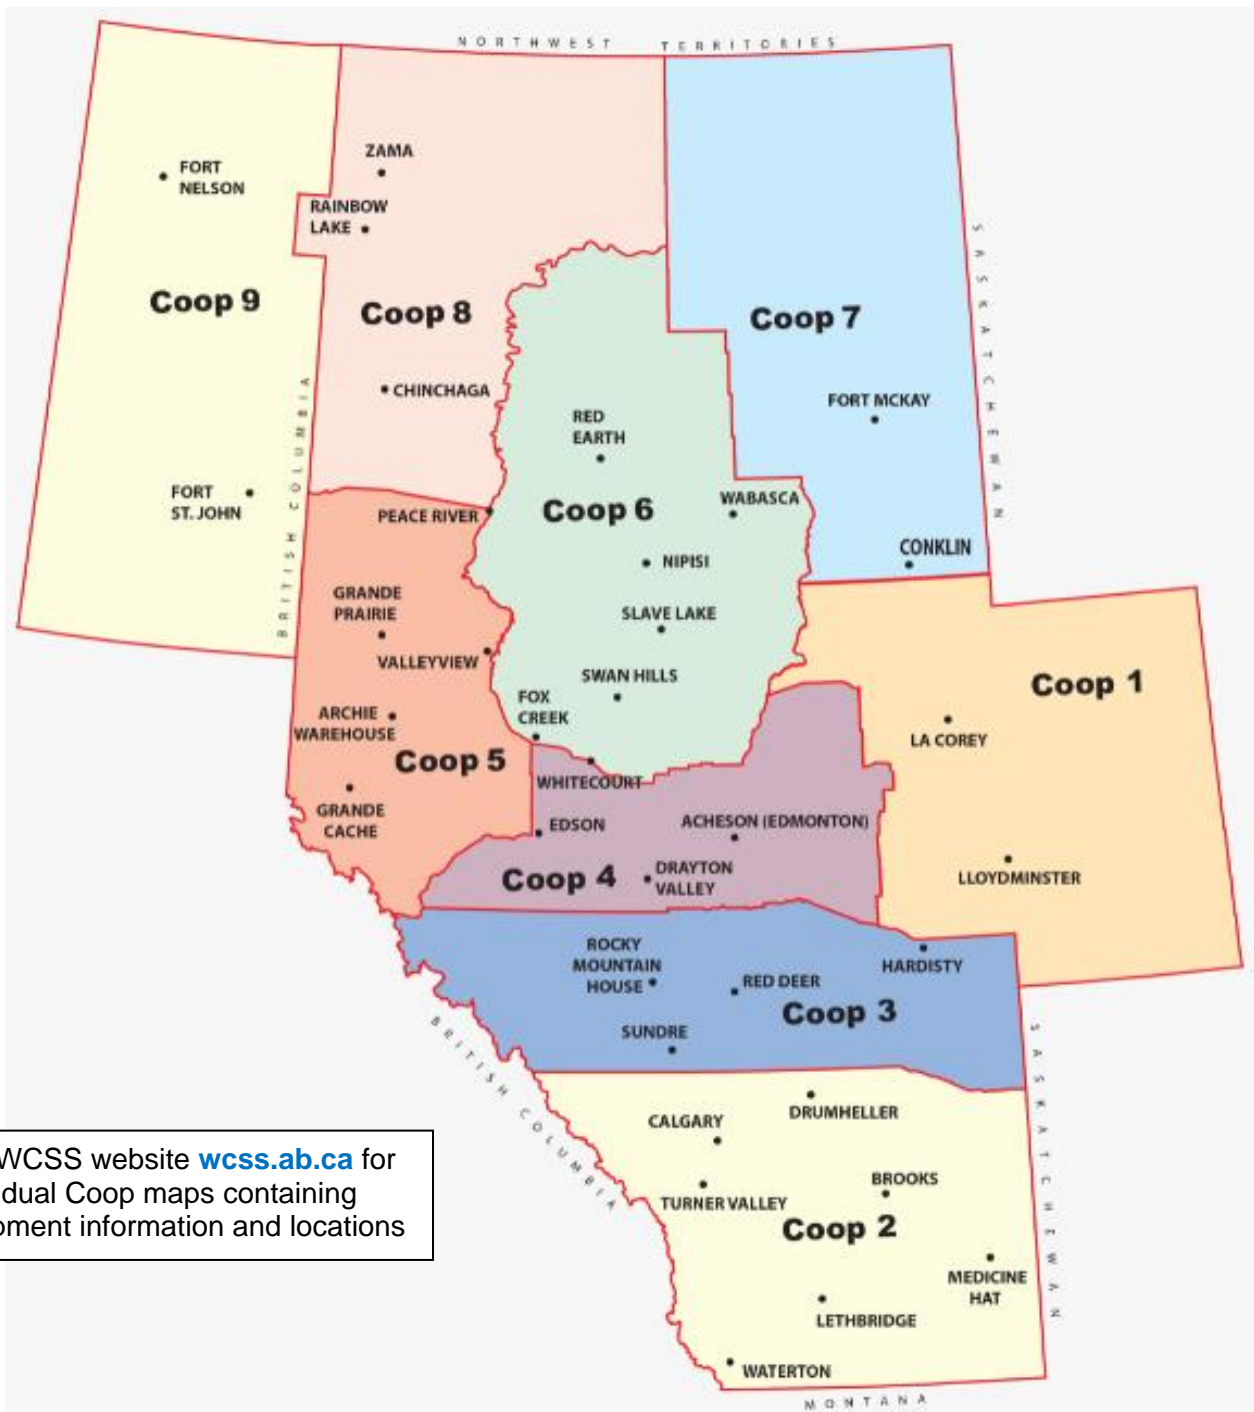 NORTHWEST TERRITORIES
ZAMA
FORT
NELSON
RAINBOW
LAKE
SASKATCHEWAN
Coop 9
Coop 8
Coop 7
BRITISH COLUMBIA
CHINCHAGA
FORT MCKAY
RED
EARTH
FORT
ST. JOHN
PEACE RIVER
Coop 6
WABASCA
NIPISI
CONKLIN
GRANDE
PRAIRIE
SLAVE LAKE
VALLEYVIEW
SWAN HILLS
Coop 1
FOX
CREEK
ARCHIE
WAREHOUSE
LA COREY
Coop 5
WHITECOURT
GRANDE
CACHE
EDSON
ACHESON (EDMONTON)
Coop 4
DRAYTON
VALLEY
LLOYDMINSTER
ROCKY
MOUNTAIN
HOUSE
HARDISTY
RED DEER
Coop 3
SUNDRE
BRITISH COLUMBIA
SASKATCHEWAN
CALGARY
DRUMHELLER
WCSS website wcss.ab.ca for
dual Coop maps containing
ment information and locations
BROOKS
TURNER VALLEY
Coop 2
MEDICINE
HAT
LETHBRIDGE
WATERTON
MONTANA